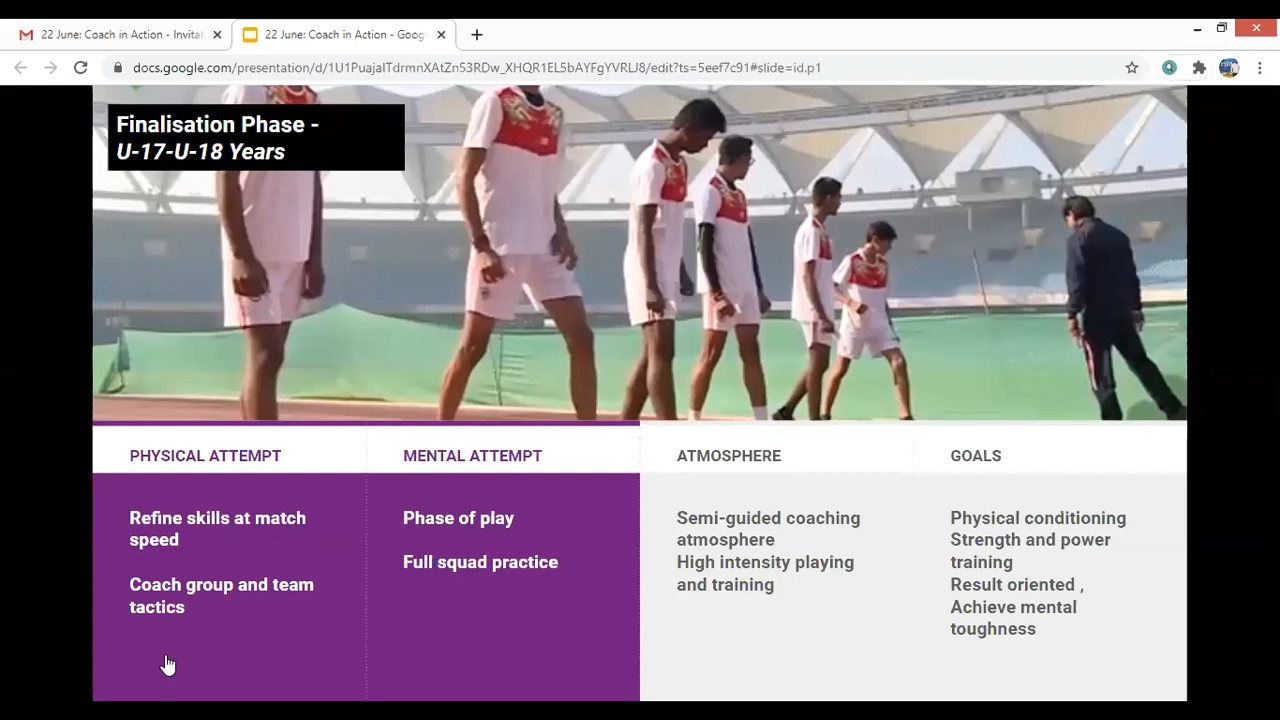 22 June: Coach in Action - Invitat
22 June: Coach in Action - Goog
docs.google.com/presentation/d/1U1PuajaITdrmnXAtZn53RDw_XHQR1EL5bAYFgYVRLJ8/edit?ts=5eef7c91#slide=id.p1
Finalisation Phase -
U-17-U-18 Years
PHYSICAL ATTEMPT
Refine skills at match
speed
Coach group and team
tactics
MENTAL ATTEMPT
Phase of play
Full squad practice
ATMOSPHERE
Semi-guided coaching
atmosphere
High intensity playing
and training
GOALS
Physical conditioning
Strength and power
training
Result oriented ,
Achieve mental
toughness